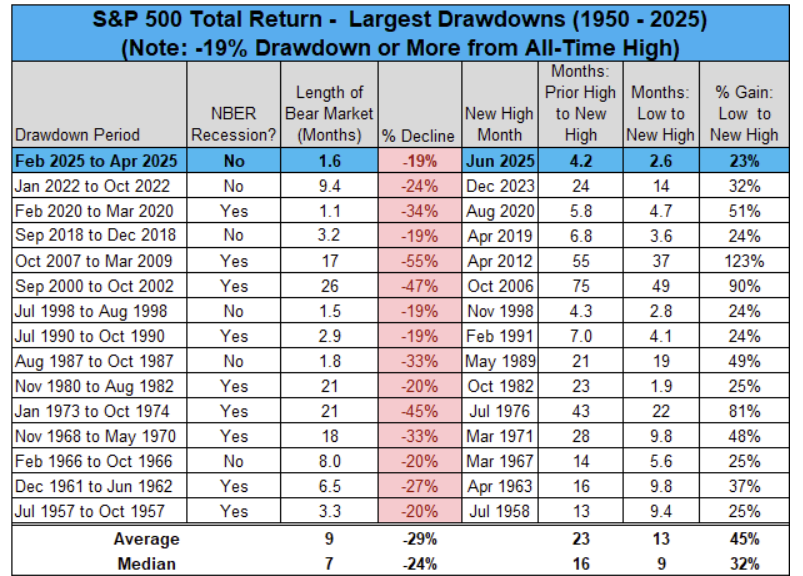 S&P 500 Total Return - Largest Drawdowns (1950 - 2025)
(Note: -19% Drawdown or More from All-Time High)
Drawdown Period NBER Recession? Length of Bear Market (Months) % Decline New High Month Months: Prior High to New High Months: Low to New High % Gain: Low to New High
Feb 2025 to Apr 2025 No 1.6 -19% Jun 2025 4.2 2.6 23%
Jan 2022 to Oct 2022 No 9.4 -24% Dec 2023 24 14 32%
Feb 2020 to Mar 2020 Yes 1.1 -34% Aug 2020 5.8 4.7 51%
Sep 2018 to Dec 2018 No 3.2 -19% Apr 2019 6.8 3.6 24%
Oct 2007 to Mar 2009 Yes 17 -55% Apr 2012 55 37 123%
Sep 2000 to Oct 2002 Yes 26 -47% Oct 2006 75 49 90%
Jul 1998 to Aug 1998 No 1.5 -19% Nov 1998 4.3 2.8 24%
Jul 1990 to Oct 1990 Yes 2.9 -19% Feb 1991 7.0 4.1 24%
Aug 1987 to Oct 1987 No 1.8 -33% May 1989 21 19 49%
Nov 1980 to Aug 1982 Yes 21 -20% Oct 1982 23 1.9 25%
Jan 1973 to Oct 1974 Yes 21 -45% Jul 1976 43 22 81%
Nov 1968 to May 1970 Yes 18 -33% Mar 1971 28 9.8 48%
Feb 1966 to Oct 1966 No 8.0 -20% Mar 1967 14 5.6 25%
Dec 1961 to Jun 1962 Yes 6.5 -27% Apr 1963 16 9.8 37%
Jul 1957 to Oct 1957 Yes 3.3 -20% Jul 1958 13 9.4 25%
Average 9 -29% 23 13 45%
Median 7 -24% 16 9 32%